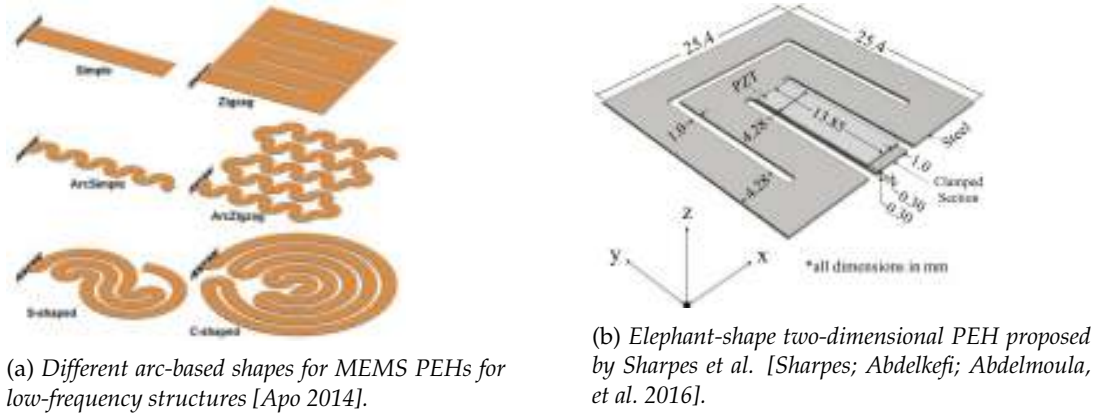 Simple
Zigzag
ArcSimple
ArcZigzag
S-shaped
C-shaped
(a) Different arc-based shapes for MEMS PEHs for
low-frequency structures [Apo 2014].
25.4
25.4
PZT
13.85
1.0
4.28
4.28
Steel
1.0
Clamped
Section
0.30
0.30
z
y
x
*all dimensions in mm
(b) Elephant-shape two-dimensional PEH proposed
by Sharpes et al. [Sharpes; Abdelkefi; Abdelmoula,
et al. 2016].